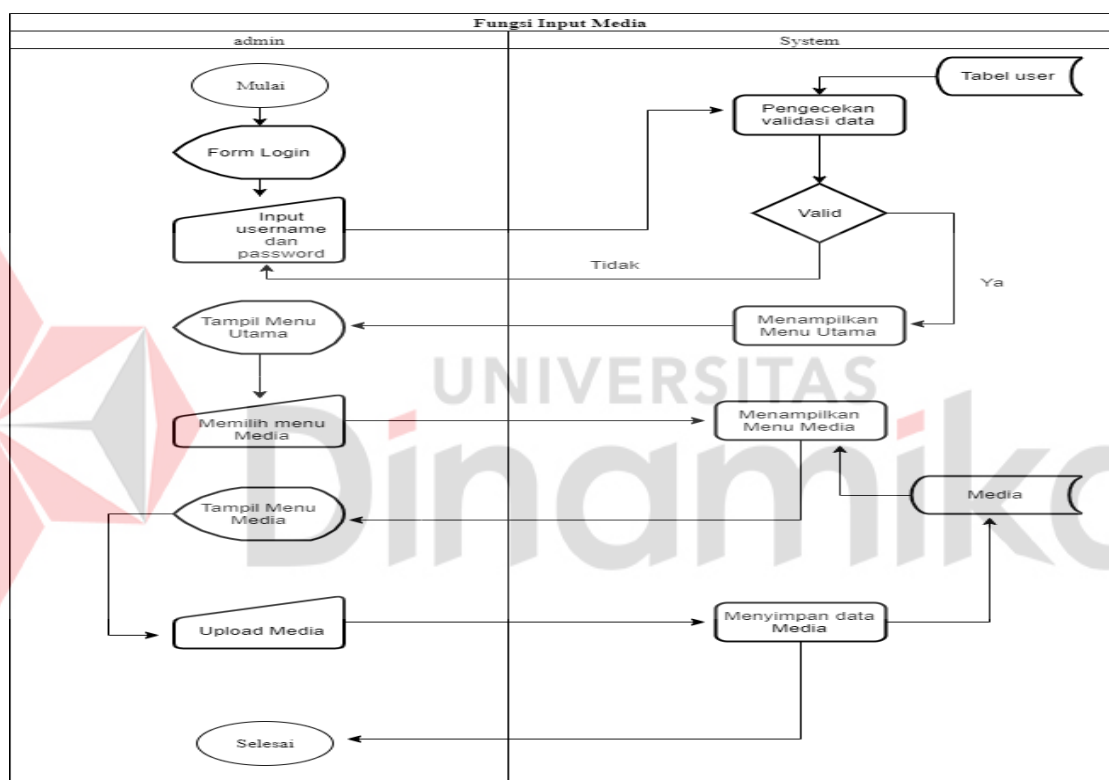 Fungsi Input Media
admin
System
Mulai
Tabel user
Pengecekan
validasi data
Form Login
Input
username
dan
password
Valid
Tidak
Ya
Tampil Menu
Utama
Menampilkan
Menu Utama
UNIVERSITAS
Dinamika
Memilih menu
Media
Menampilkan
Menu Media
Tampil Menu
Media
Media
Upload Media
Menyimpan data
Media
Selesai